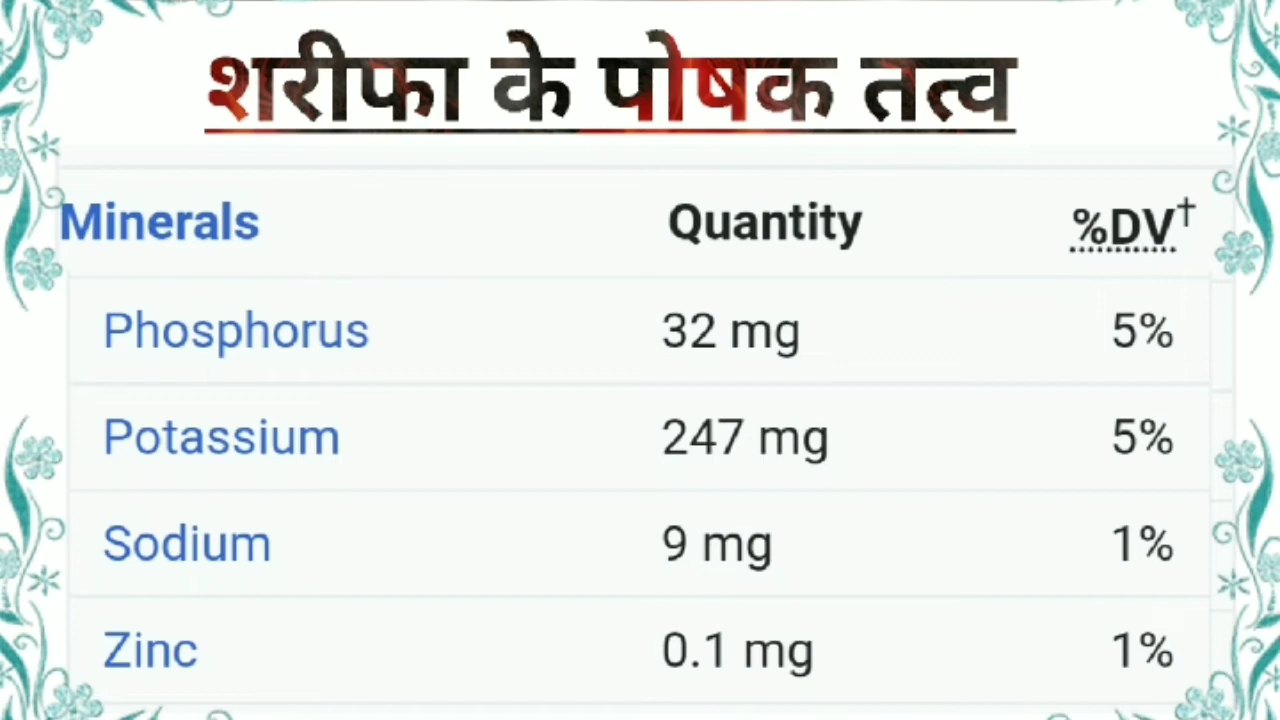 शरीफा के पोषक तत्व
Minerals Quantity %DV†
Phosphorus 32 mg 5%
Potassium 247 mg 5%
Sodium 9 mg 1%
Zinc 0.1 mg 1%